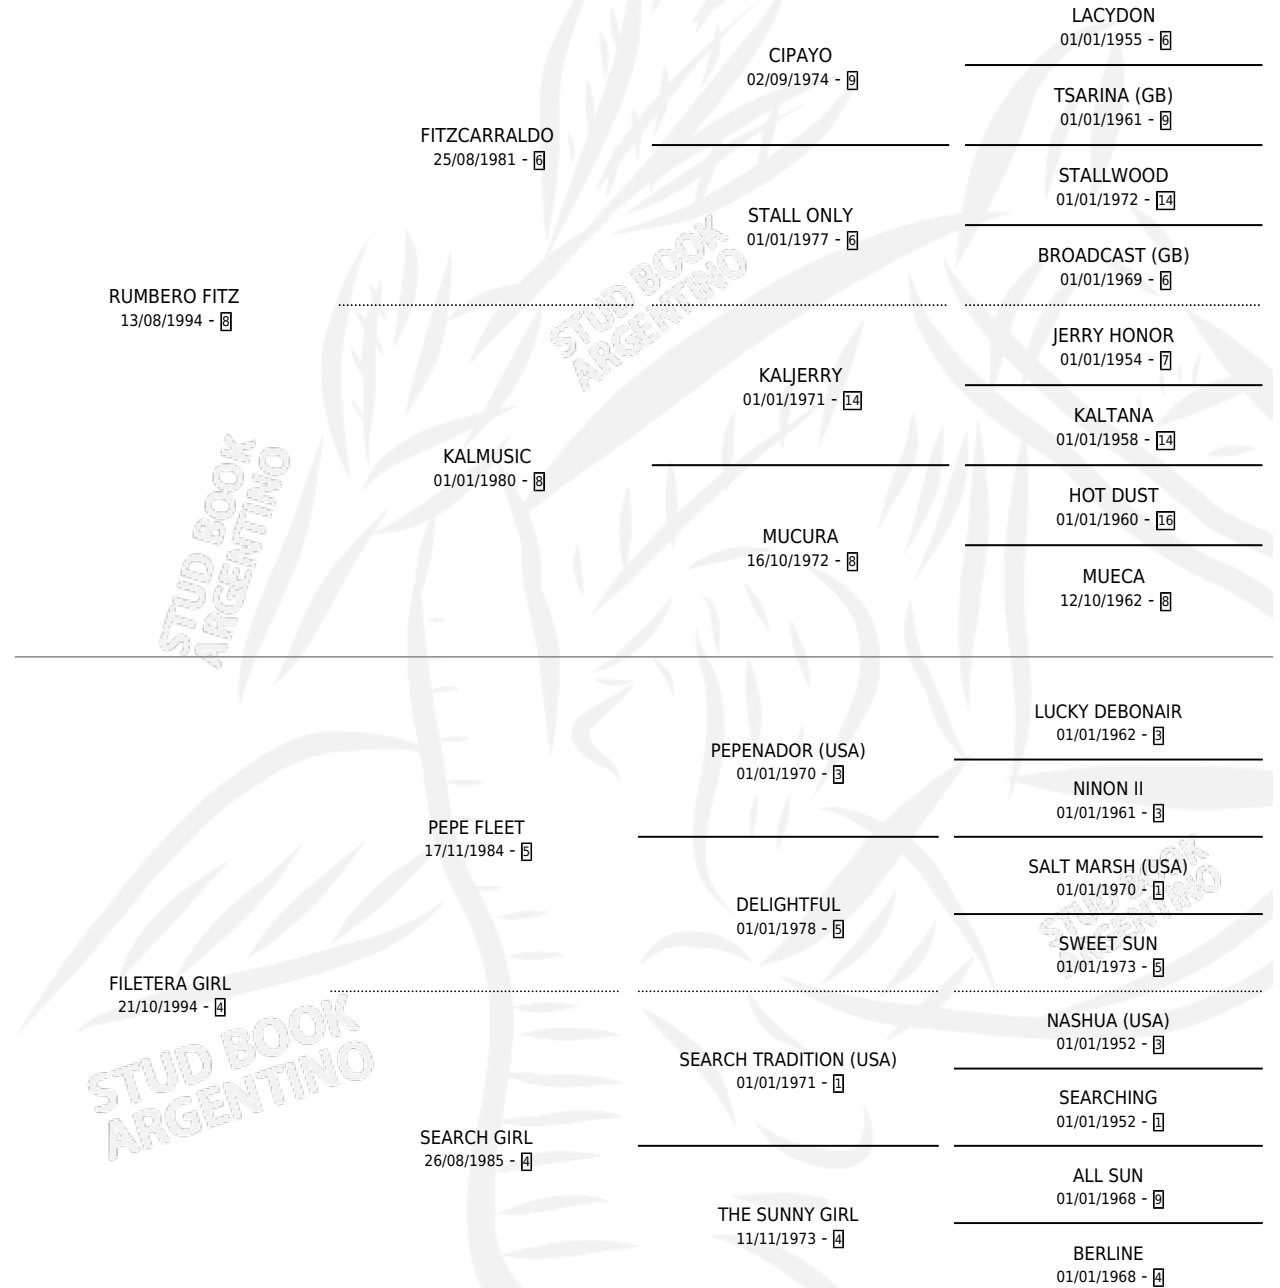 LACYDON
01/01/1955 - 6
CIPAYO
02/09/1974 - 9
TSARINA (GB)
01/01/1961 - 9
FITZCARRALDO
25/08/1981 - 6
STALLWOOD
01/01/1972 - 14
STALL ONLY
01/01/1977 - 6
BROADCAST (GB)
01/01/1969 - 6
RUMBERO FITZ
13/08/1994 - 8
JERRY HONOR
01/01/1954 - 7
KALJERRY
01/01/1971 - 14
KALTANA
01/01/1958 - 14
KALMUSIC
01/01/1980 - 8
HOT DUST
01/01/1960 - 16
MUCURA
16/10/1972 - 8
MUECA
12/10/1962 - 8
STUD BOOK
ARGENTINO
STUD BOOK
ARGENTINO
LUCKY DEBONAIR
01/01/1962 - 3
PEPENADOR (USA)
01/01/1970 - 3
NINON II
01/01/1961 - 3
PEPE FLEET
17/11/1984 - 5
SALT MARSH (USA)
01/01/1970 - 1
DELIGHTFUL
01/01/1978 - 5
SWEET SUN
01/01/1973 - 5
FILETERA GIRL
21/10/1994 - 4
NASHUA (USA)
01/01/1952 - 3
SEARCH TRADITION (USA)
01/01/1971 - 1
SEARCHING
01/01/1952 - 1
SEARCH GIRL
26/08/1985 - 4
ALL SUN
01/01/1968 - 9
THE SUNNY GIRL
11/11/1973 - 4
BERLINE
01/01/1968 - 4
STUD BOOK
ARGENTINO
STUD BOOK
ARGENTINO